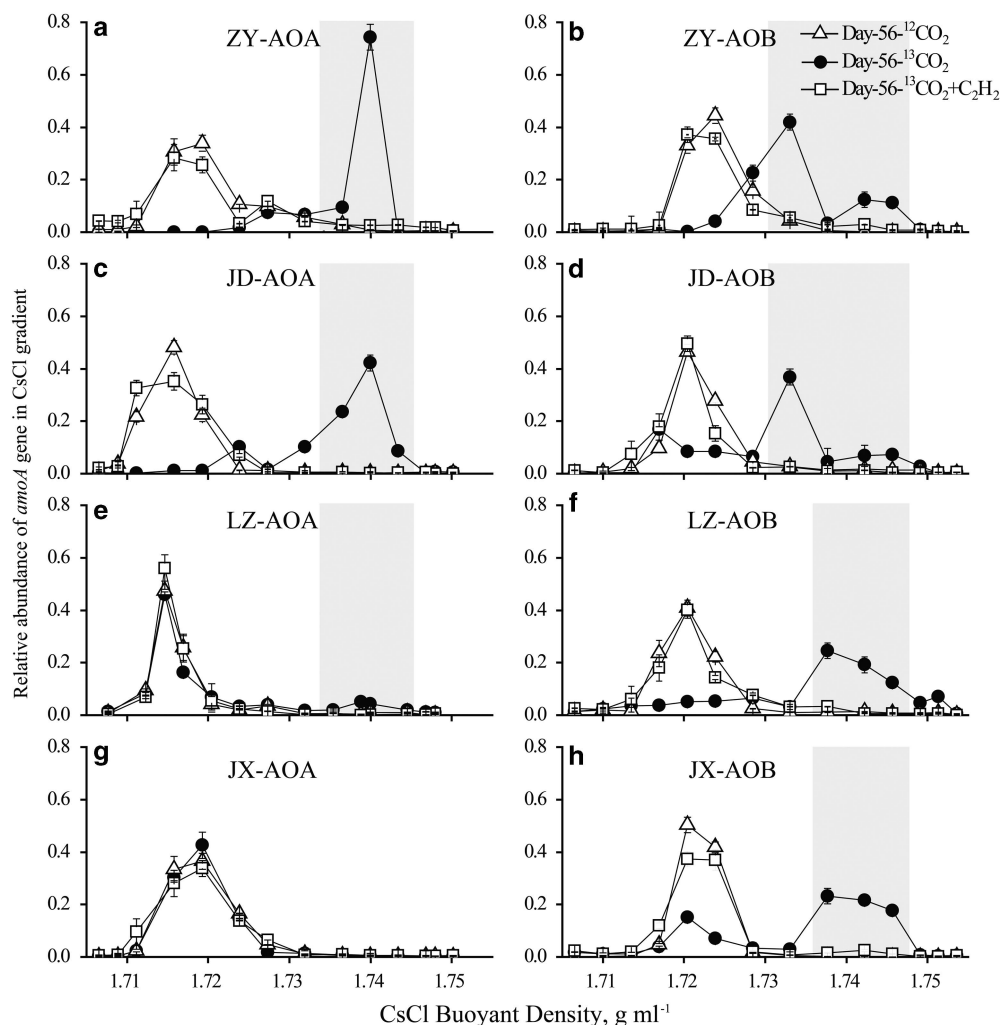 a
ZY-AOA
b
ZY-AOB
Day-56-¹²CO₂
Day-56-¹³CO₂
Day-56-¹³CO₂+C₂H₂
0.8
0.6
0.4
0.2
0.0
c
JD-AOA
d
JD-AOB
0.8
0.6
0.4
0.2
0.0
e
LZ-AOA
f
LZ-AOB
0.8
0.6
0.4
0.2
0.0
g
JX-AOA
h
JX-AOB
0.8
0.6
0.4
0.2
0.0
0.8
0.6
0.4
0.2
0.0
0.8
0.6
0.4
0.2
0.0
0.8
0.6
0.4
0.2
0.0
0.8
0.6
0.4
0.2
0.0
1.71 1.72 1.73 1.74 1.75
1.71 1.72 1.73 1.74 1.75
Relative abundance of amoA gene in CsCl gradient
CsCl Buoyant Density, g ml⁻¹